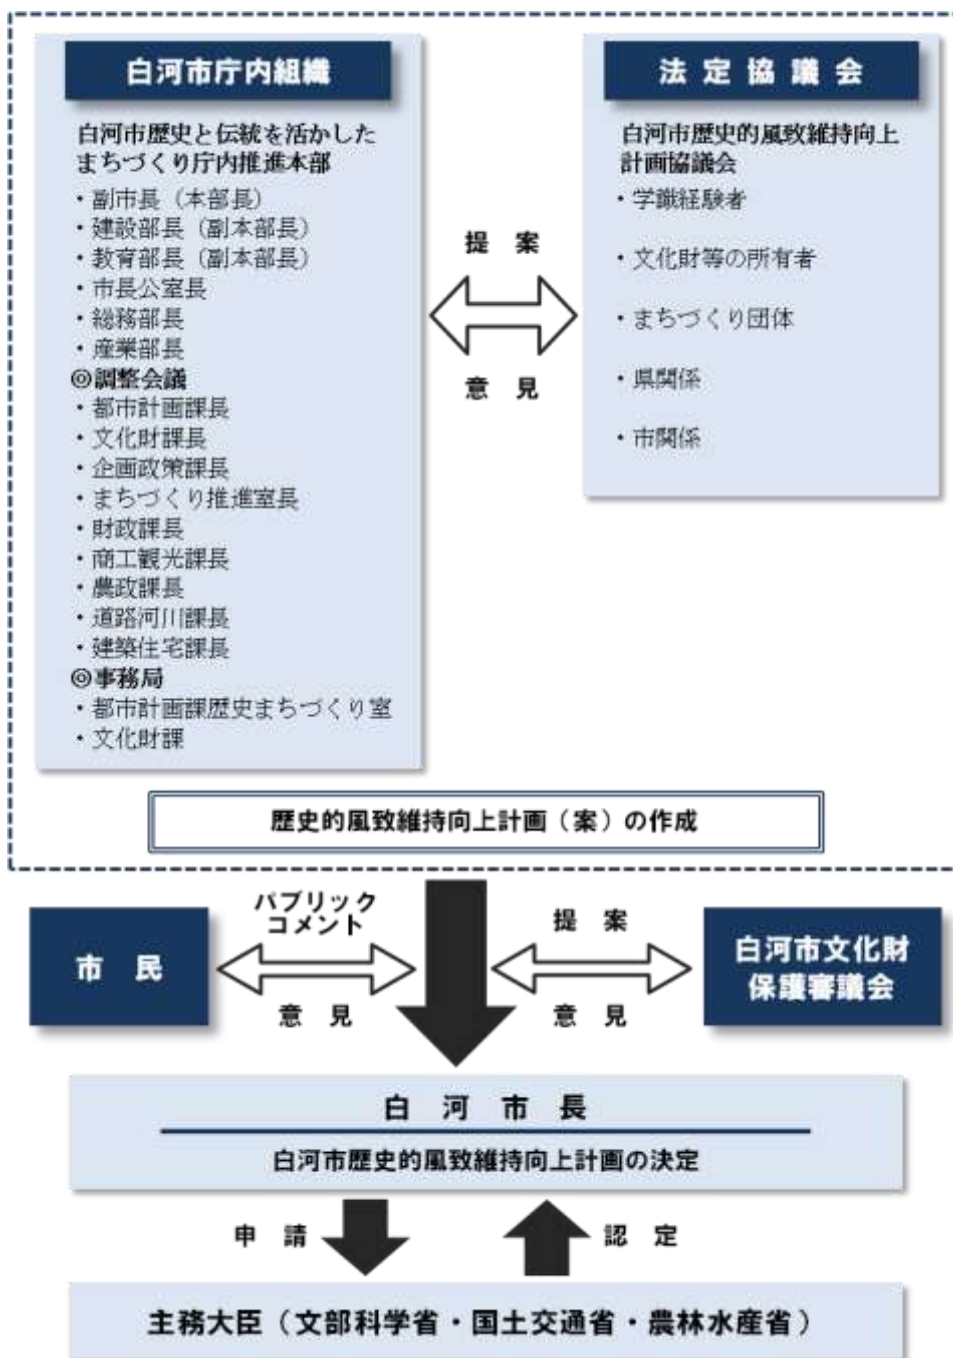 白河市庁内組織
白河市歴史と伝統を活かした
まちづくり庁内推進本部
・副市長（本部長）
・建設部長（副本部長）
・教育部長（副本部長）
・市長公室長
・総務部長
・産業部長
◎調整会議
・都市計画課長
・文化財課長
・企画政策課長
・まちづくり推進室長
・財政課長
・商工観光課長
・農政課長
・道路河川課長
・建築住宅課長
◎事務局
・都市計画課歴史まちづくり室
・文化財課
提 案
意 見
法定協議会
白河市歴史的風致維持向上
計画協議会
・学識経験者
・文化財等の所有者
・まちづくり団体
・県関係
・市関係
歴史的風致維持向上計画（案）の作成
市 民
パブリック
コメント
意 見
提 案
意 見
白河市文化財
保護審議会
白 河 市 長
白河市歴史的風致維持向上計画の決定
申 請
認 定
主務大臣（文部科学省・国土交通省・農林水産省）